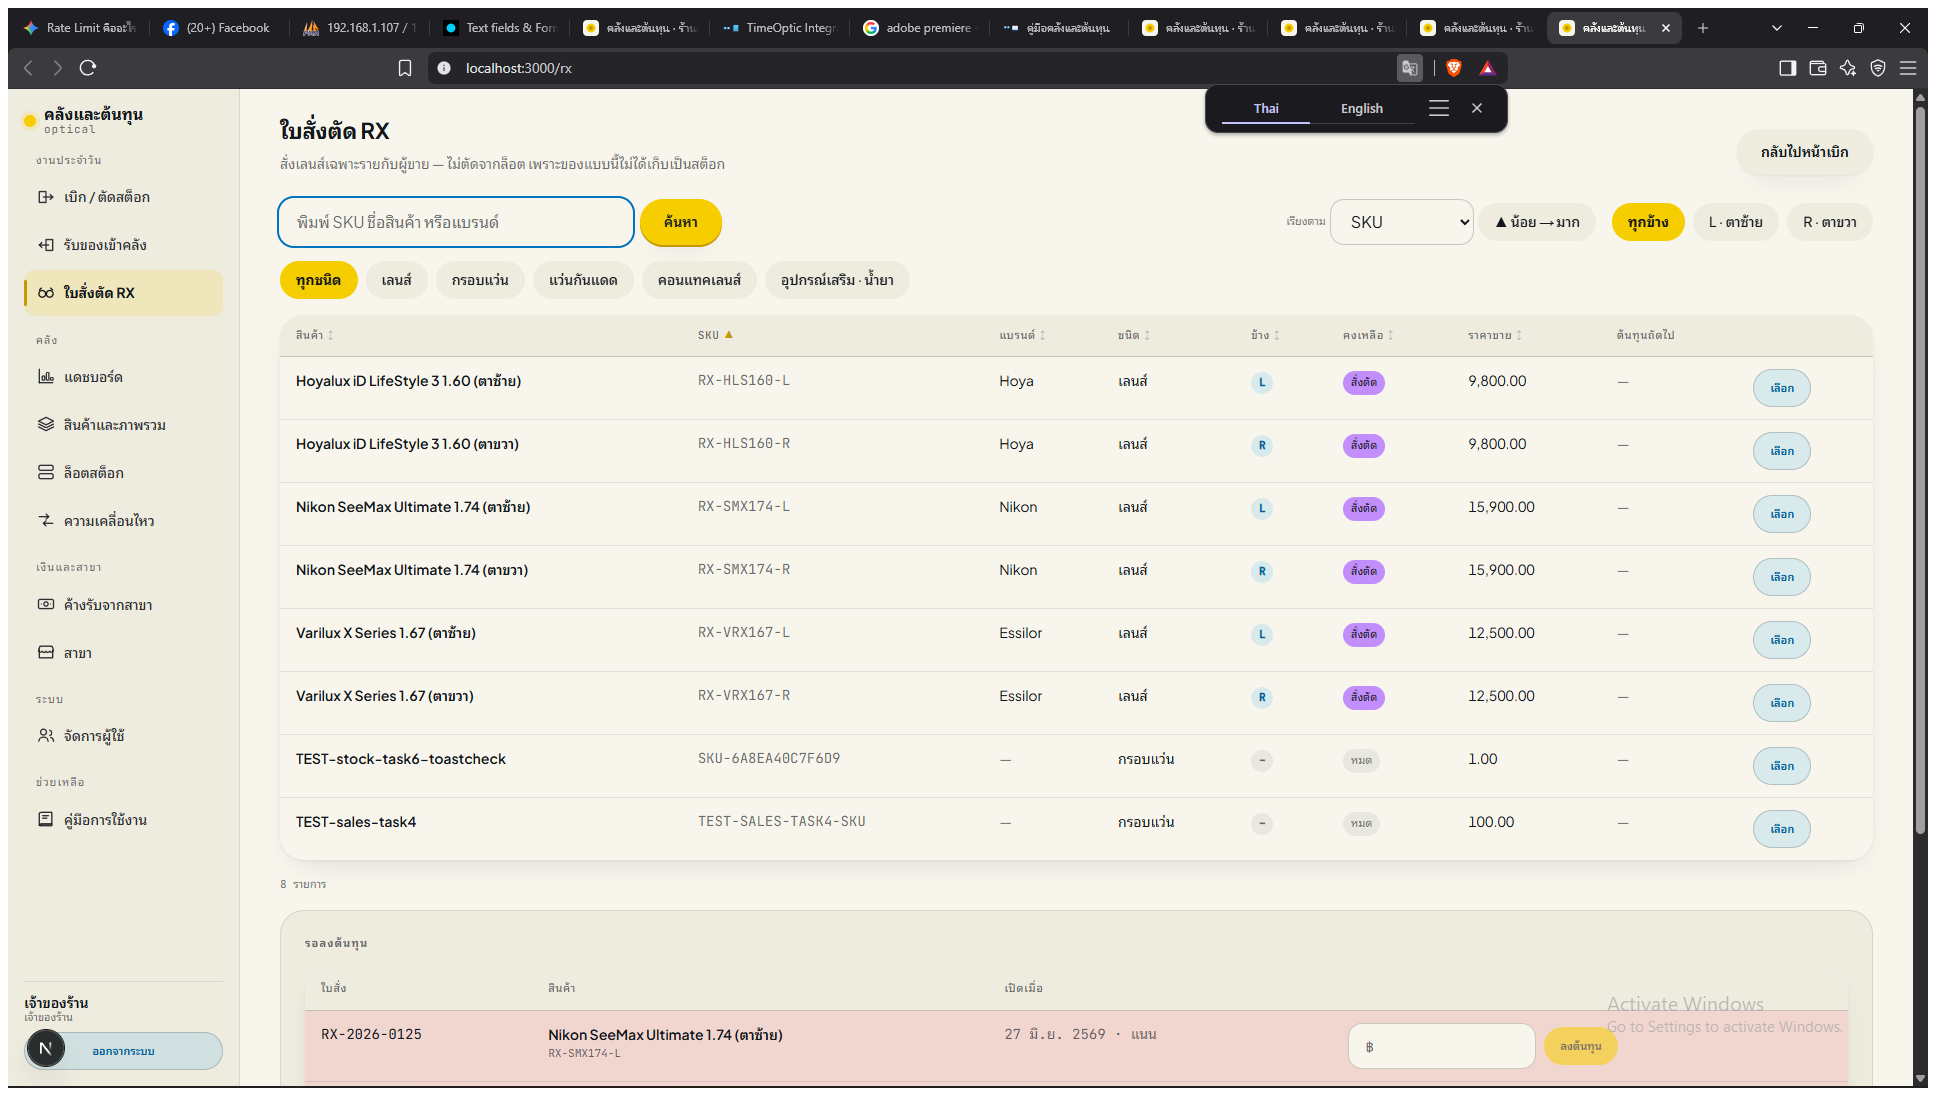 Rate Limit คืออะไร
(20+) Facebook
192.168.1.107 / 1
Text fields & Forn
คลังและต้นทุน · ร้าน
TimeOptic Integra
adobe premiere -
คู่มือคลังและต้นทุน
คลังและต้นทุน · ร้าน
คลังและต้นทุน · ร้าน
คลังและต้นทุน · ร้าน
คลังและต้นทุน
localhost:3000/rx
Thai
English
คลังและต้นทุน
optical
งานประจำวัน
เบิก / ตัดสต็อก
รับของเข้าคลัง
ใบสั่งตัด RX
คลัง
แดชบอร์ด
สินค้าและภาพรวม
ล็อตสต็อก
ความเคลื่อนไหว
เงินและสาขา
ค้างรับจากสาขา
สาขา
ระบบ
จัดการผู้ใช้
ช่วยเหลือ
คู่มือการใช้งาน
เจ้าของร้าน
เจ้าของร้าน
N
ออกจากระบบ
ใบสั่งตัด RX
สั่งเลนส์เฉพาะรายกับผู้ขาย — ไม่ตัดจากล็อต เพราะของแบบนี้ไม่ได้เก็บเป็นสต็อก
กลับไปหน้าเบิก
พิมพ์ SKU ชื่อสินค้า หรือแบรนด์
ค้นหา
เรียงตาม
SKU
▲ น้อย → มาก
ทุกข้าง
L · ตาซ้าย
R · ตาขวา
ทุกชนิด
เลนส์
กรอบแว่น
แว่นกันแดด
คอนแทคเลนส์
อุปกรณ์เสริม · น้ำยา
สินค้า ↕ SKU ▲ แบรนด์ ↕ ชนิด ↕ ข้าง ↕ คงเหลือ ↕ ราคาขาย ↕ ต้นทุนถัดไป
Hoyalux iD LifeStyle 3 1.60 (ตาซ้าย) RX-HLS160-L Hoya เลนส์ L สั่งตัด 9,800.00 — เลือก
Hoyalux iD LifeStyle 3 1.60 (ตาขวา) RX-HLS160-R Hoya เลนส์ R สั่งตัด 9,800.00 — เลือก
Nikon SeeMax Ultimate 1.74 (ตาซ้าย) RX-SMX174-L Nikon เลนส์ L สั่งตัด 15,900.00 — เลือก
Nikon SeeMax Ultimate 1.74 (ตาขวา) RX-SMX174-R Nikon เลนส์ R สั่งตัด 15,900.00 — เลือก
Varilux X Series 1.67 (ตาซ้าย) RX-VRX167-L Essilor เลนส์ L สั่งตัด 12,500.00 — เลือก
Varilux X Series 1.67 (ตาขวา) RX-VRX167-R Essilor เลนส์ R สั่งตัด 12,500.00 — เลือก
TEST-stock-task6-toastcheck SKU-6A8EA40C7F6D9 — กรอบแว่น – หมด 1.00 — เลือก
TEST-sales-task4 TEST-SALES-TASK4-SKU — กรอบแว่น – หมด 100.00 — เลือก
8 รายการ
รอลงต้นทุน
ใบสั่ง สินค้า เปิดเมื่อ
RX-2026-0125 Nikon SeeMax Ultimate 1.74 (ตาซ้าย) 27 มิ.ย. 2569 · แนน ฿ ลงต้นทุน
RX-SMX174-L
Activate Windows
Go to Settings to activate Windows.